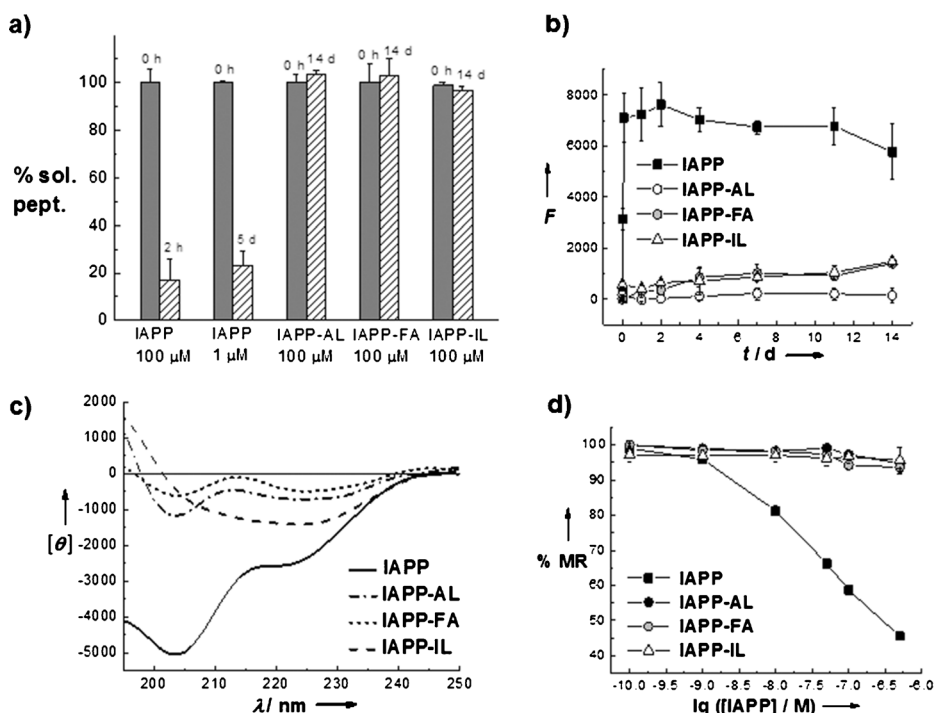 a)
0 h
2 h
0 h
5 d
0 h
14 d
0 h
14 d
0 h
14 d
100
80
60
40
20
0
% sol.
pept.
IAPP
100 µM
IAPP
1 µM
IAPP-AL
100 µM
IAPP-FA
100 µM
IAPP-IL
100 µM
b)
8000
6000
4000
2000
0
F
IAPP
IAPP-AL
IAPP-FA
IAPP-IL
0
2
4
6
8
10
12
14
t / d
c)
2000
1000
0
-1000
-2000
-3000
-4000
-5000
[θ]
IAPP
IAPP-AL
IAPP-FA
IAPP-IL
200
210
220
230
240
250
λ/ nm
d)
100
90
80
70
60
50
40
% MR
IAPP
IAPP-AL
IAPP-FA
IAPP-IL
-10.0
-9.5
-9.0
-8.5
-8.0
-7.5
-7.0
-6.5
-6.0
lg ([IAPP] / M)